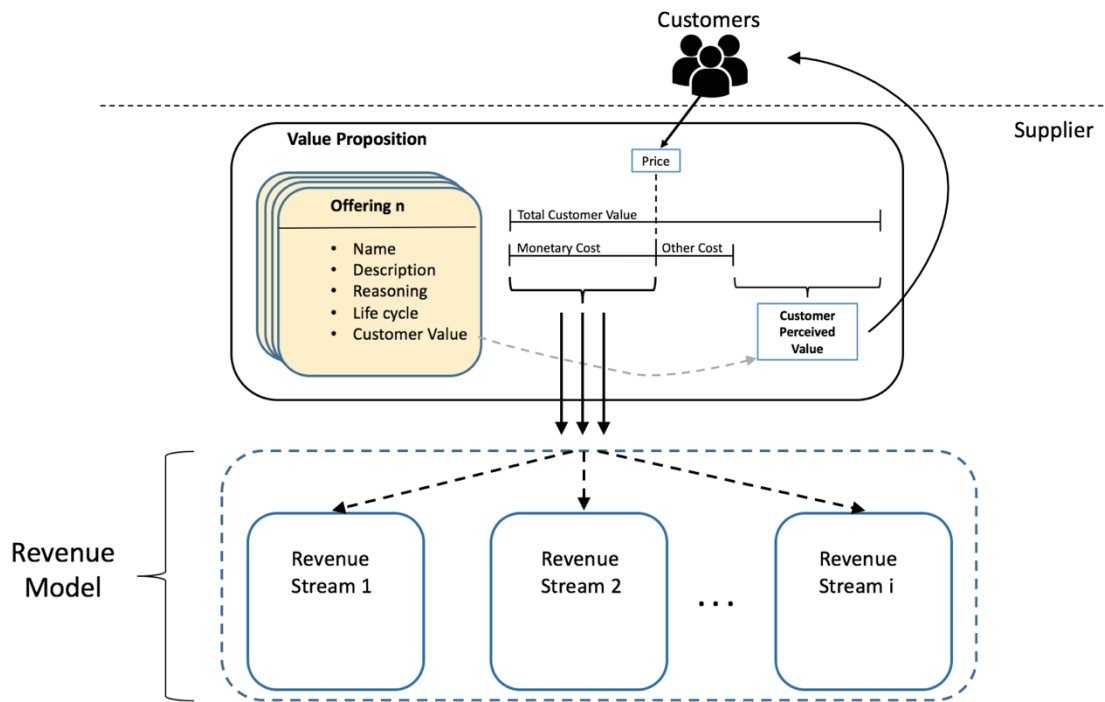 Customers
Supplier
Value Proposition
Price
Offering n
• Name
• Description
• Reasoning
• Life cycle
• Customer Value
Total Customer Value
Monetary Cost
Other Cost
Customer
Perceived
Value
Revenue
Model
Revenue
Stream 1
Revenue
Stream 2
...
Revenue
Stream i